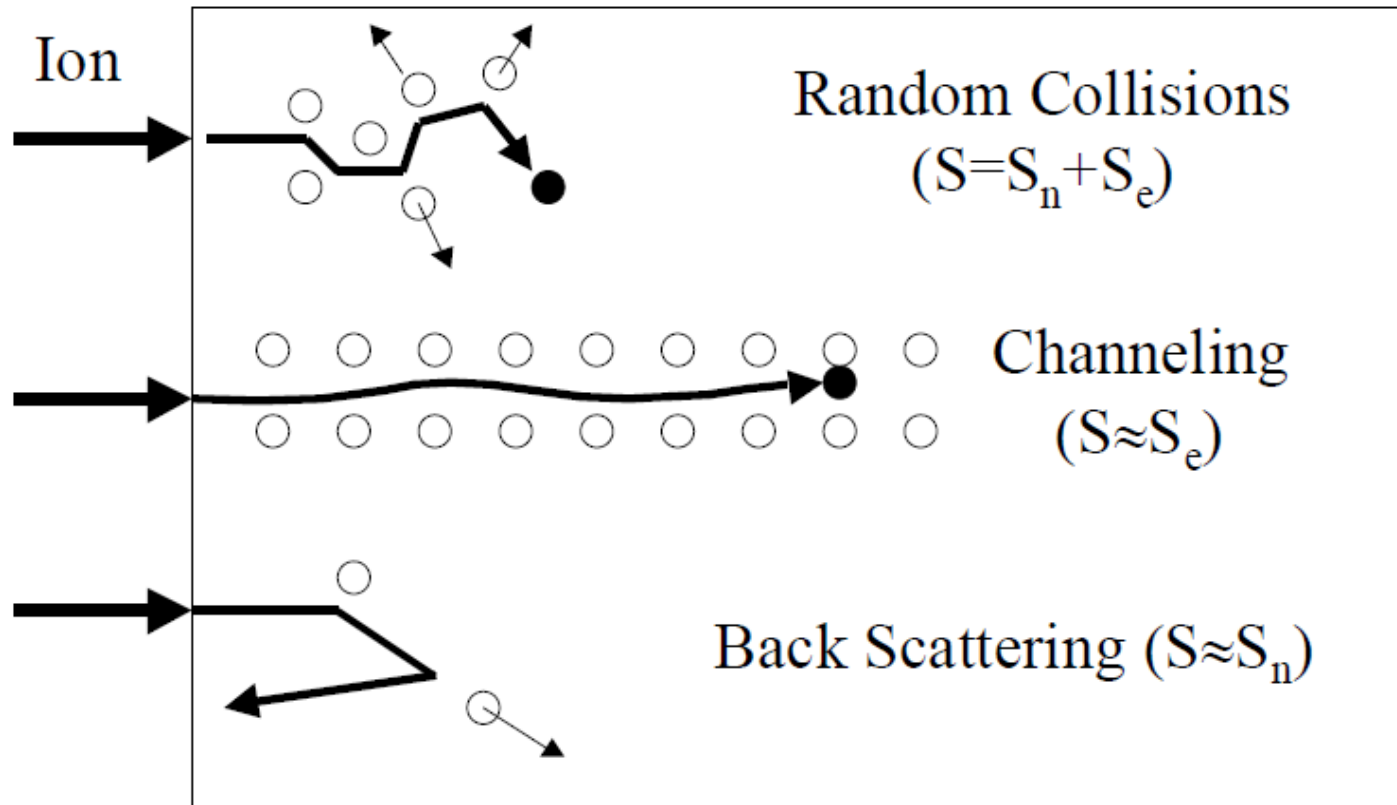 Ion
Random Collisions
(S=Sₙ+Sₑ)
Channeling
(S≈Sₑ)
Back Scattering (S≈Sₙ)